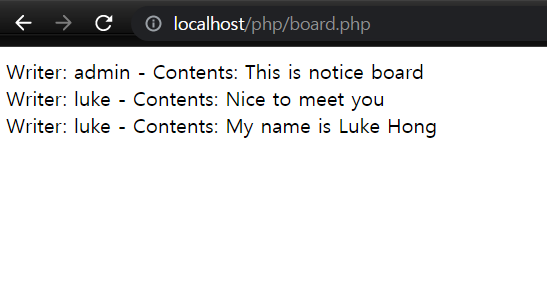 localhost/php/board.php
Writer: admin - Contents: This is notice board
Writer: luke - Contents: Nice to meet you
Writer: luke - Contents: My name is Luke Hong